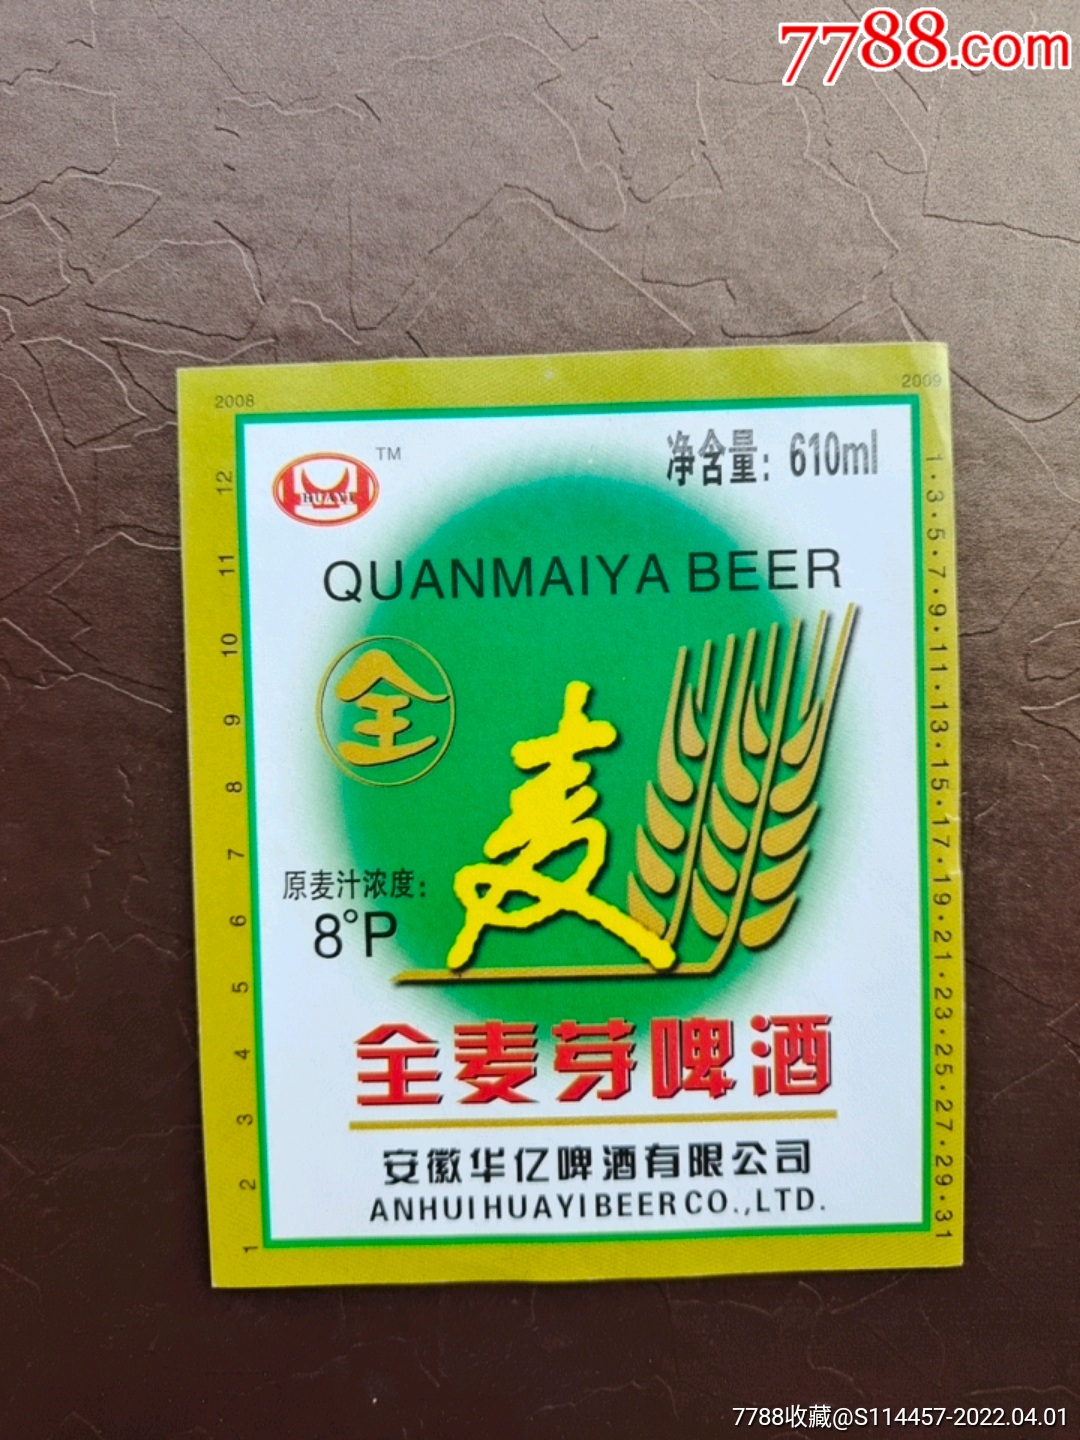 7788.com
2008
2009
HUAYI
TM
净含量：610ml
QUANMAIYA BEER
全
麦
原麦汁浓度：
8°P
全麦芽啤酒
安徽华亿啤酒有限公司
ANHUIHUAYIBEERCO.,LTD.
12
11
10
9
8
7
6
5
4
3
2
1
1·3·5·7·9·11·13·15·17·19·21·23·25·27·29·31
7788收藏@S114457-2022.04.01